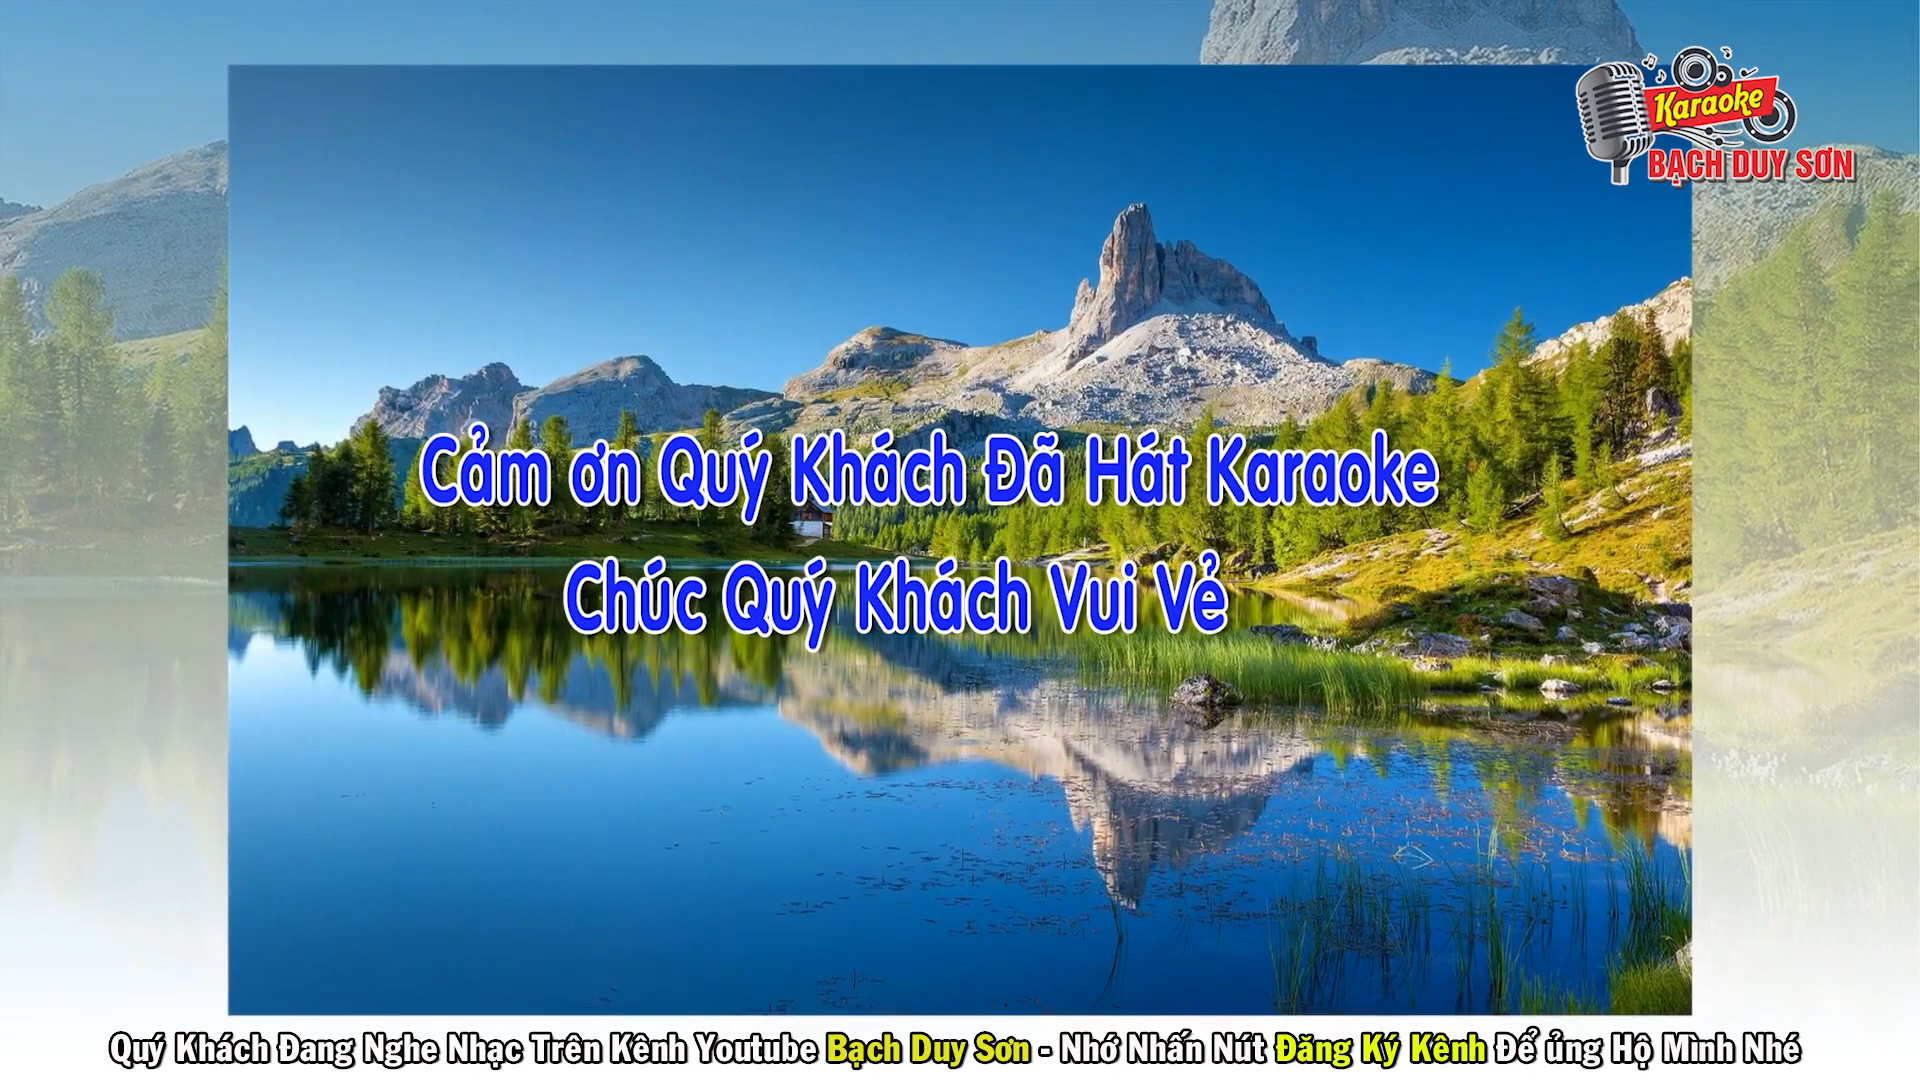 Karaoke
BẠCH DUY SƠN
Cảm ơn Quý Khách Đã Hát Karaoke
Chúc Quý Khách Vui Vẻ
Quý Khách Đang Nghe Nhạc Trên Kênh Youtube Bạch Duy Sơn - Nhớ Nhấn Nút Đăng Ký Kênh Để ủng Hộ Mình Nhé